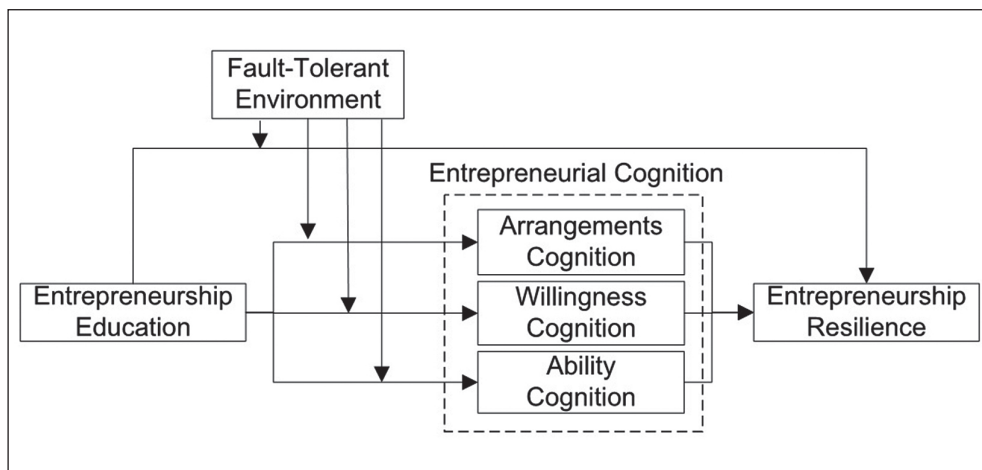 Fault-Tolerant
Environment
Entrepreneurial Cognition
Arrangements
Cognition
Entrepreneurship
Education
Willingness
Cognition
Entrepreneurship
Resilience
Ability
Cognition